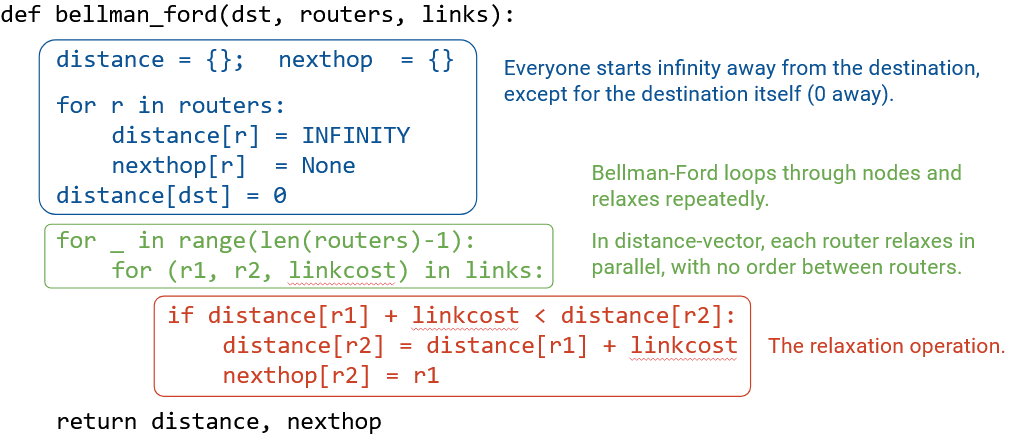 def bellman_ford(dst, routers, links):
distance = {};  nexthop  = {}
Everyone starts infinity away from the destination,
except for the destination itself (0 away).
for r in routers:
distance[r] = INFINITY
nexthop[r]  = None
distance[dst] = 0
Bellman-Ford loops through nodes and
relaxes repeatedly.
for _ in range(len(routers)-1):
for (r1, r2, linkcost) in links:
In distance-vector, each router relaxes in
parallel, with no order between routers.
if distance[r1] + linkcost < distance[r2]:
distance[r2] = distance[r1] + linkcost
nexthop[r2] = r1
The relaxation operation.
return distance, nexthop